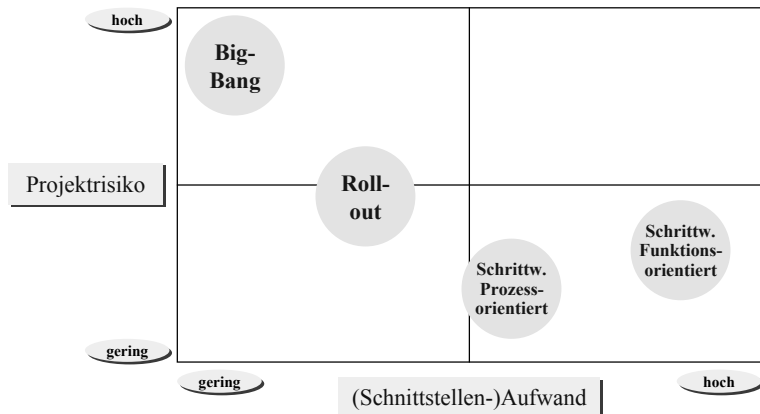 hoch
Big-
Bang
Projektrisiko
Roll-
out
Schrittw.
Funktions-
orientiert
Schrittw.
Prozess-
orientiert
gering
gering
(Schnittstellen-)Aufwand
hoch